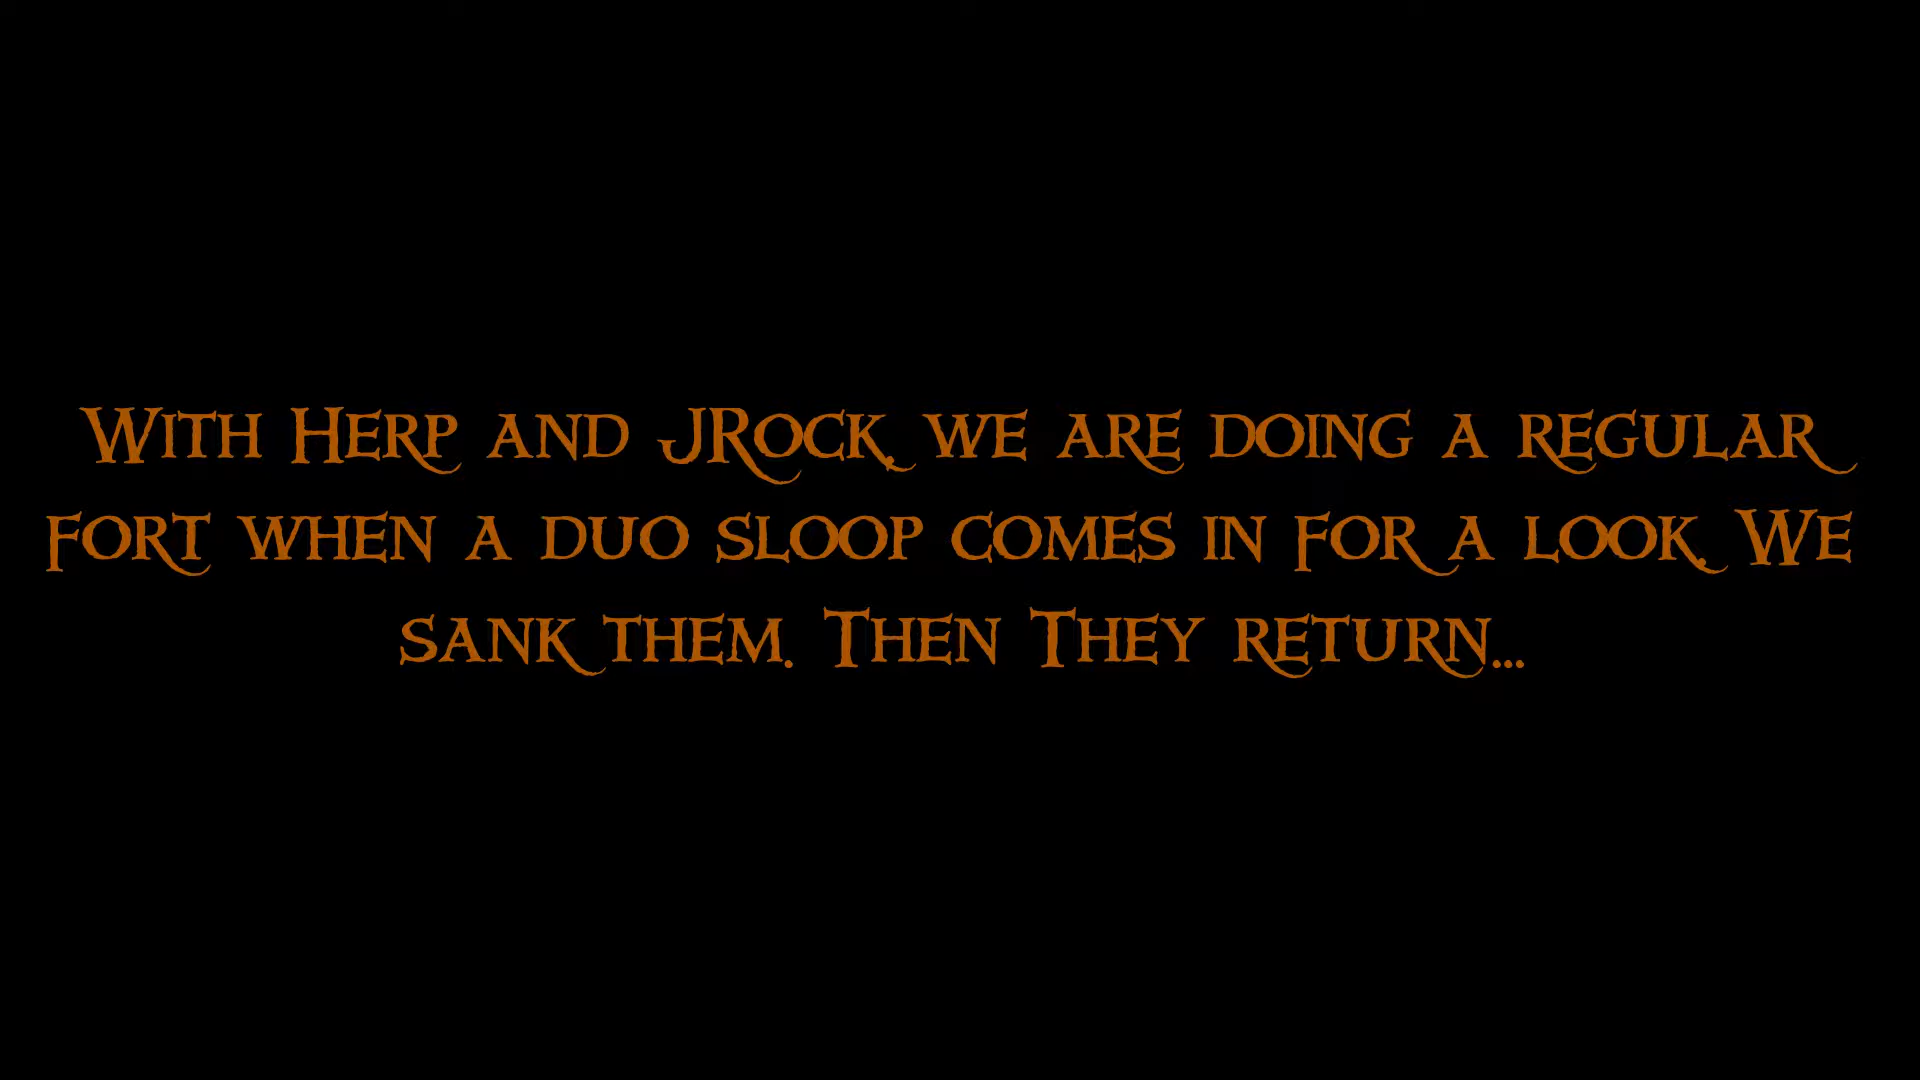 With Herp and JRock, we are doing a regular
fort when a duo sloop comes in for a look. We
sank them. Then They return...